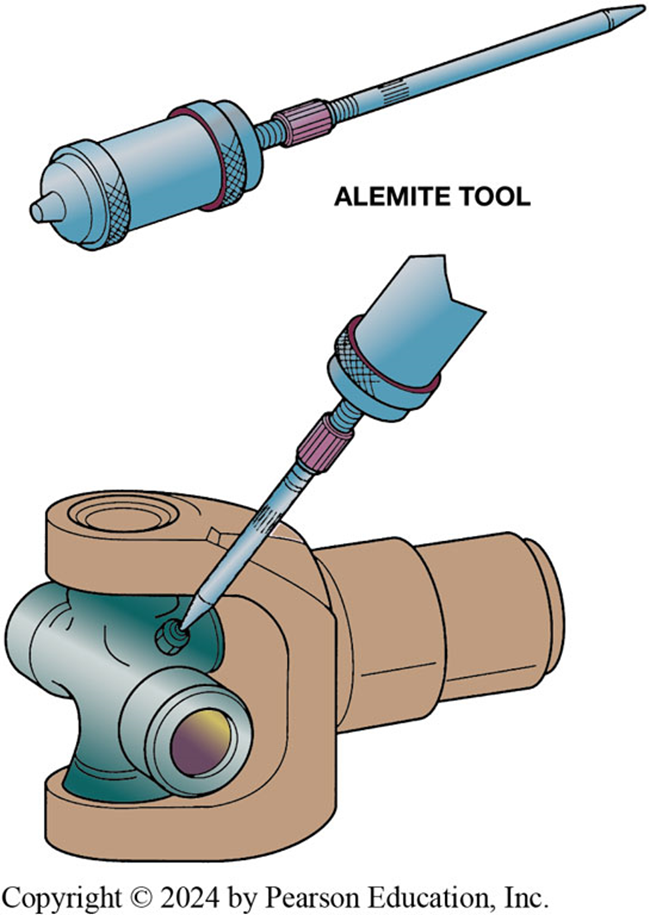 ALEMITE TOOL
Copyright © 2024 by Pearson Education, Inc.